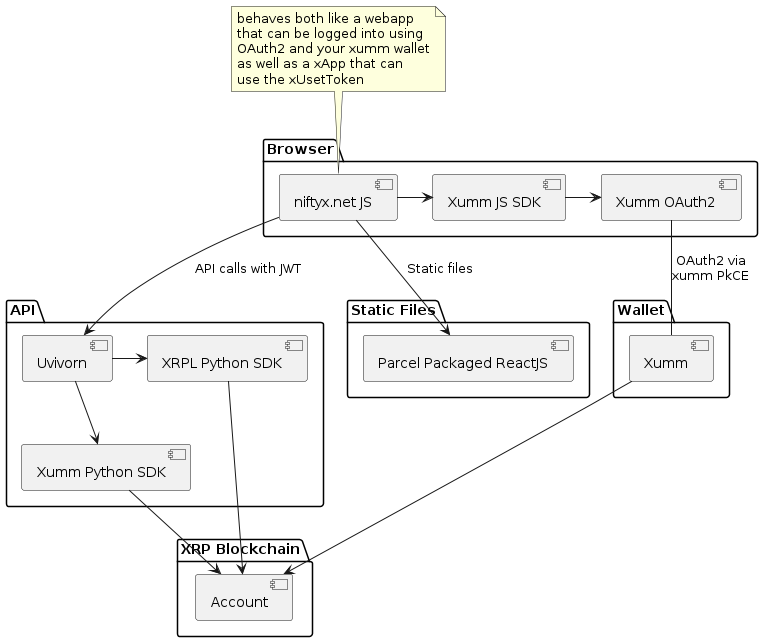 behaves both like a webapp
that can be logged into using
OAuth2 and your xumm wallet
as well as a xApp that can
use the xUsetToken
Browser
niftyx.net JS
Xumm JS SDK
Xumm OAuth2
API calls with JWT
Static files
OAuth2 via
xumm PkCE
API
Static Files
Wallet
Uvivorn
XRPL Python SDK
Parcel Packaged ReactJS
Xumm
Xumm Python SDK
XRP Blockchain
Account